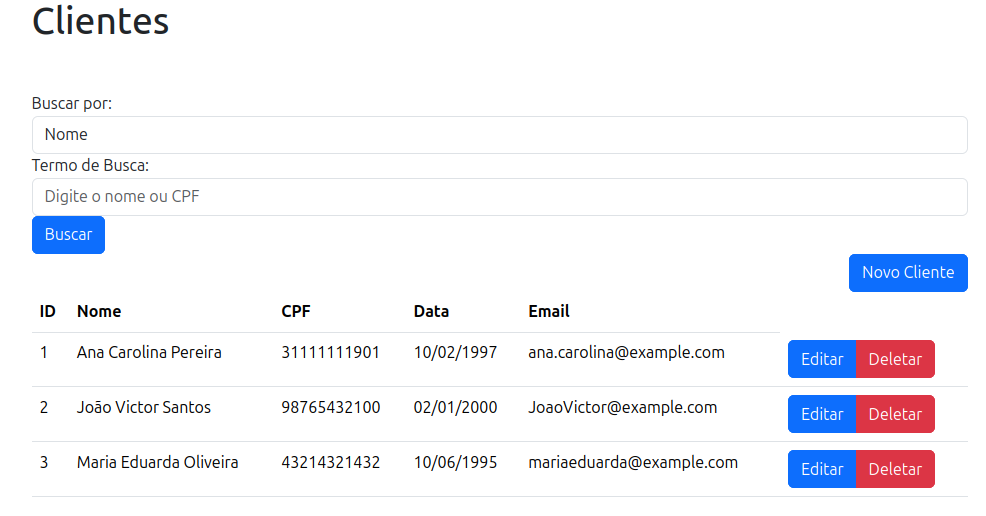 Clientes
Buscar por:
Nome
Termo de Busca:
Digite o nome ou CPF
Buscar
Novo Cliente
ID Nome CPF Data Email
1 Ana Carolina Pereira 31111111901 10/02/1997 ana.carolina@example.com Editar Deletar
2 João Victor Santos 98765432100 02/01/2000 JoaoVictor@example.com Editar Deletar
3 Maria Eduarda Oliveira 43214321432 10/06/1995 mariaeduarda@example.com Editar Deletar